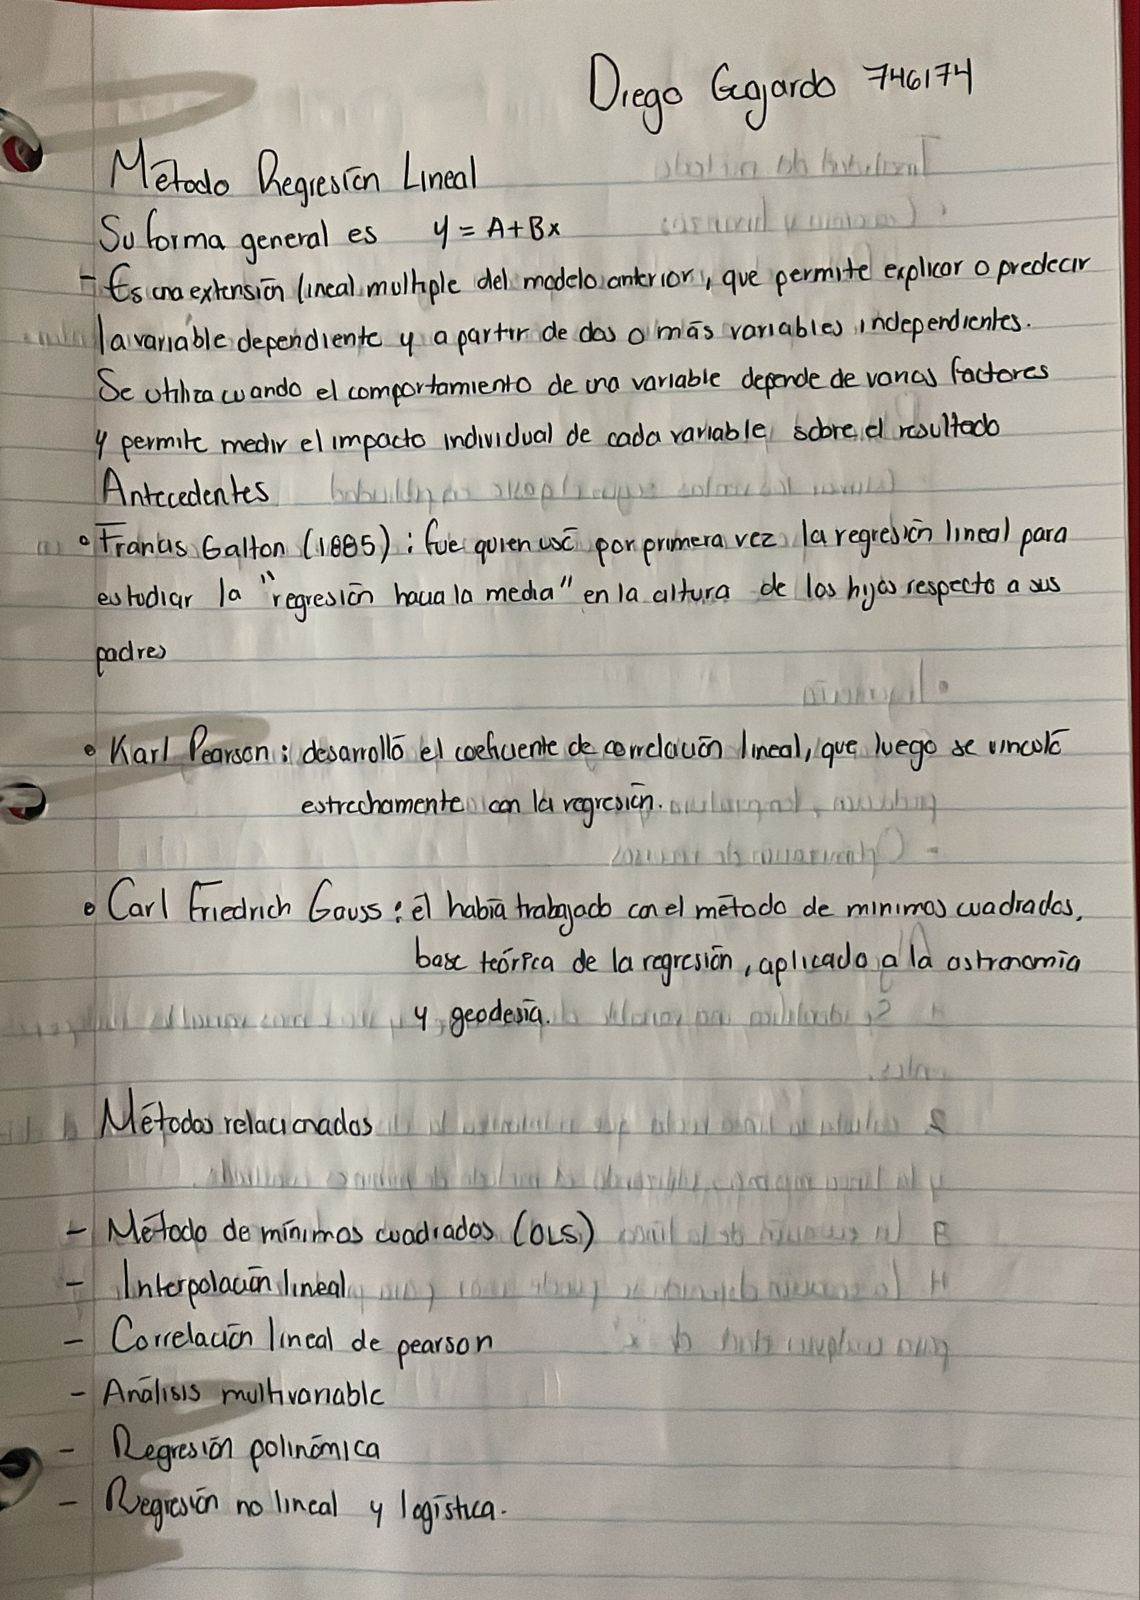 Diego Gajardo 746174
Método Regresión Lineal
Su forma general es y = A+Bx
- Es una extensión lineal multiple del modelo anterior, que permite explicar o predecir
la variable dependiente y a partir de dos o más variables independientes.
Se utiliza cuando el comportamiento de una variable depende de varios factores
y permite medir el impacto individual de cada variable sobre el resultado
Antecedentes
• Francis Galton (1885): fue quien usó por primera vez la regresión lineal para
estudiar la "regresión hacia la media" en la altura de los hijos respecto a sus
padres
• Karl Pearson: desarrolló el coeficiente de correlación lineal, que luego se vinculó
estrechamente con la regresión.
• Carl Friedrich Gauss: él había trabajado con el método de minimos cuadrados,
base teórica de la regresión, aplicado a la astronomia
y geodesía.
Métodos relacionados
- Método de mínimos cuadrados (OLS)
- Interpolación lineal
- Correlación lineal de pearson
- Análisis multivariable
- Regresión polinómica
- Regresión no lineal y logística.